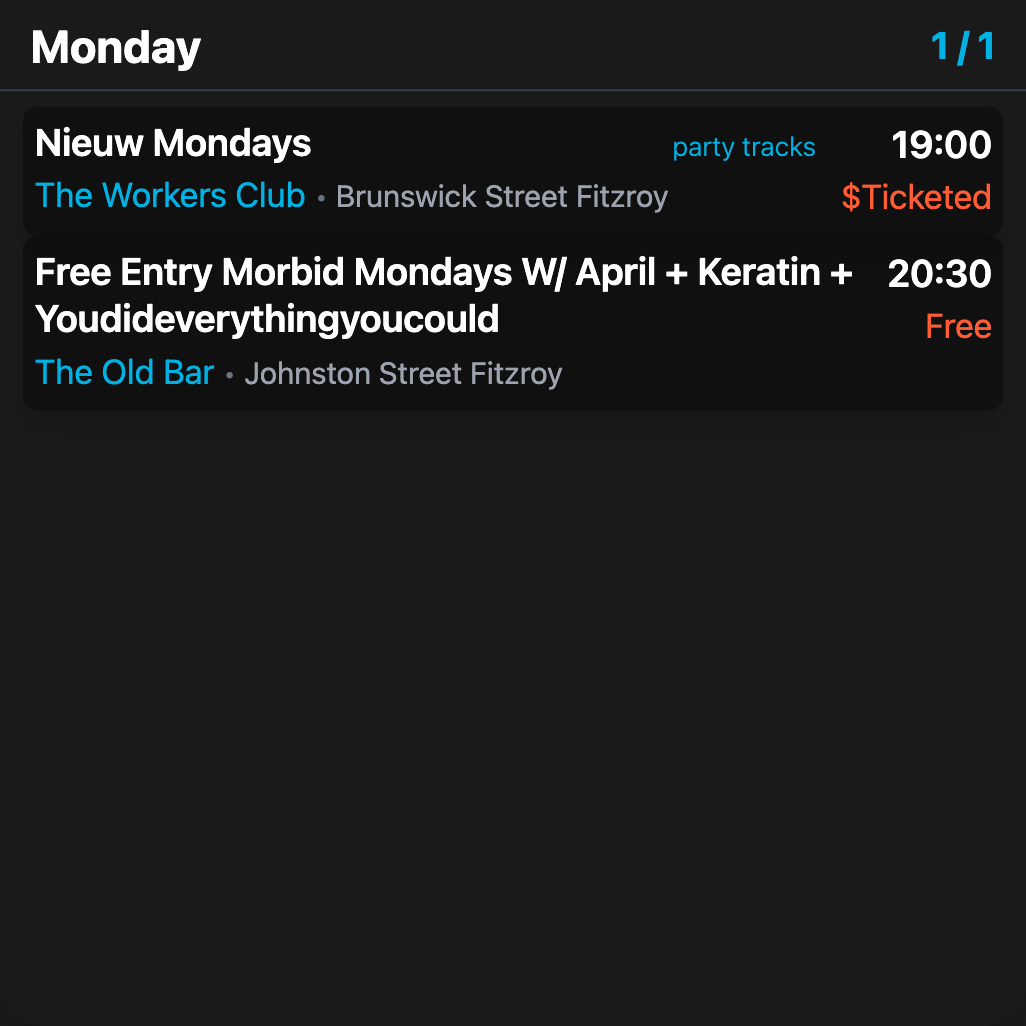 Monday 1/1
Nieuw Mondays party tracks 19:00
The Workers Club • Brunswick Street Fitzroy $Ticketed
Free Entry Morbid Mondays W/ April + Keratin + 20:30
Youdideverythingyoucould Free
The Old Bar • Johnston Street Fitzroy